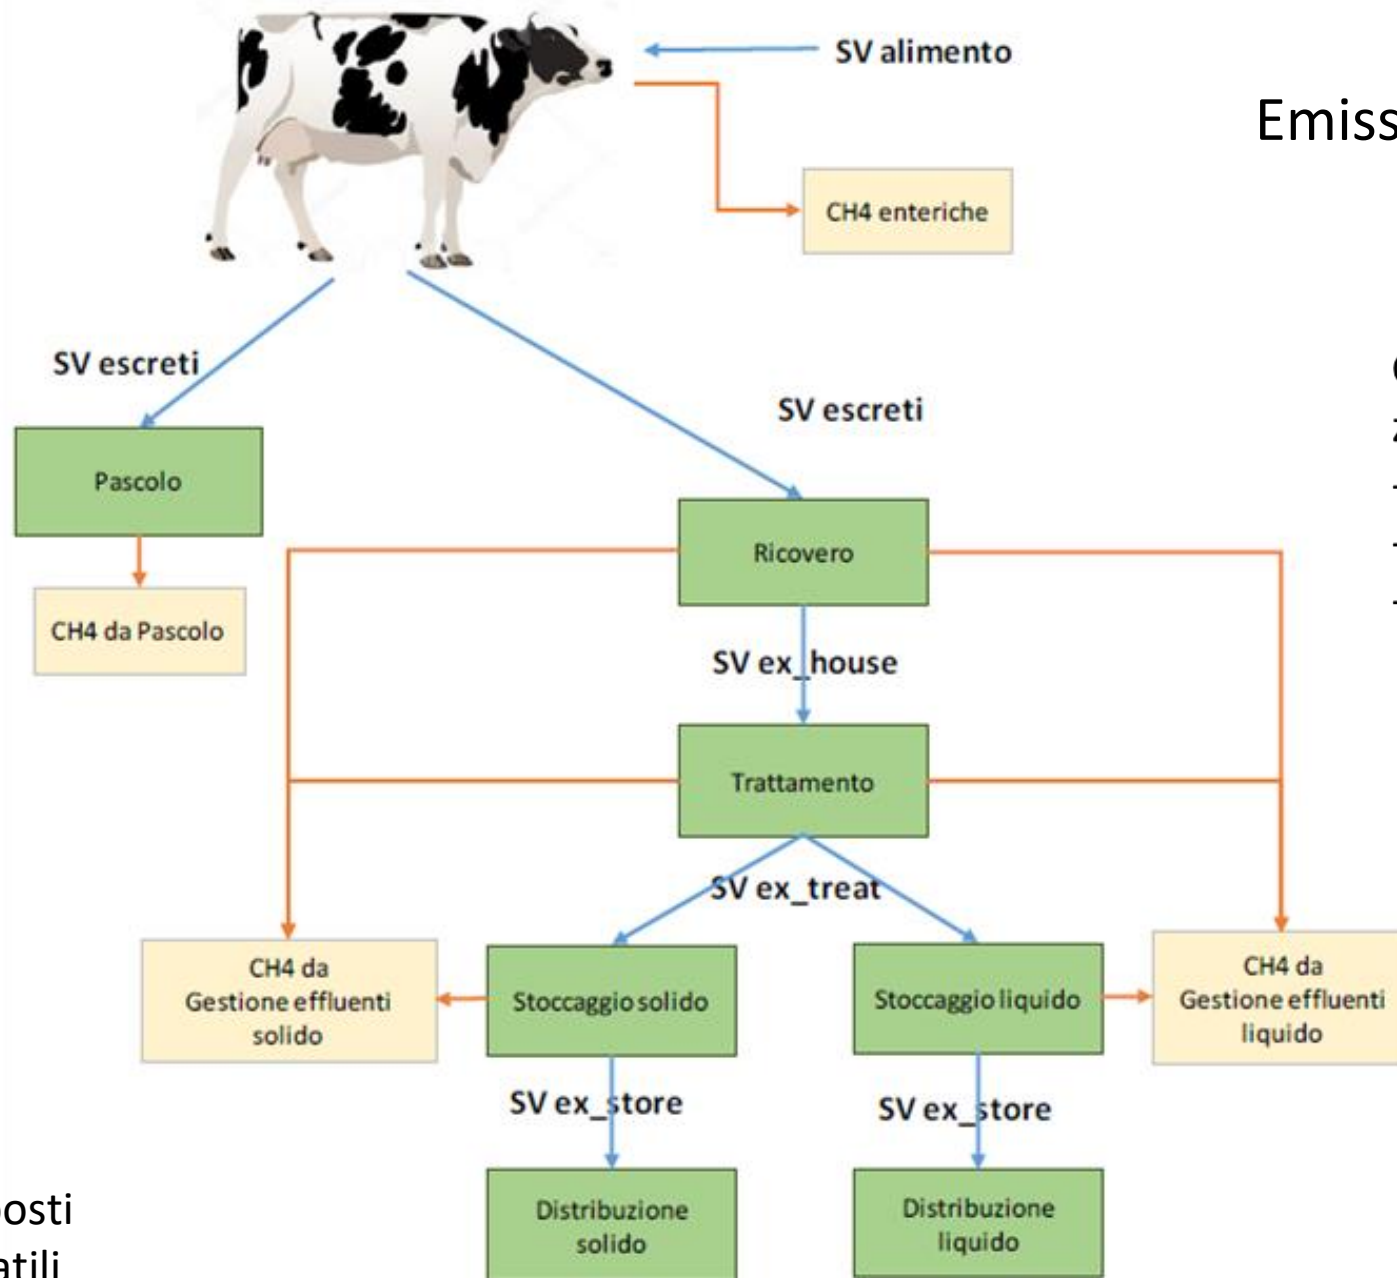 SV alimento
Emiss
CH4 enteriche
SV escreti
SV escreti
Pascolo
Ricovero
CH4 da Pascolo
SV ex_house
Trattamento
SV ex_treat
CH4 da
Gestione effluenti
solido
Stoccaggio solido
Stoccaggio liquido
CH4 da
Gestione effluenti
liquido
SV ex_store
SV ex_store
Distribuzione
solido
Distribuzione
liquido
osti
atili